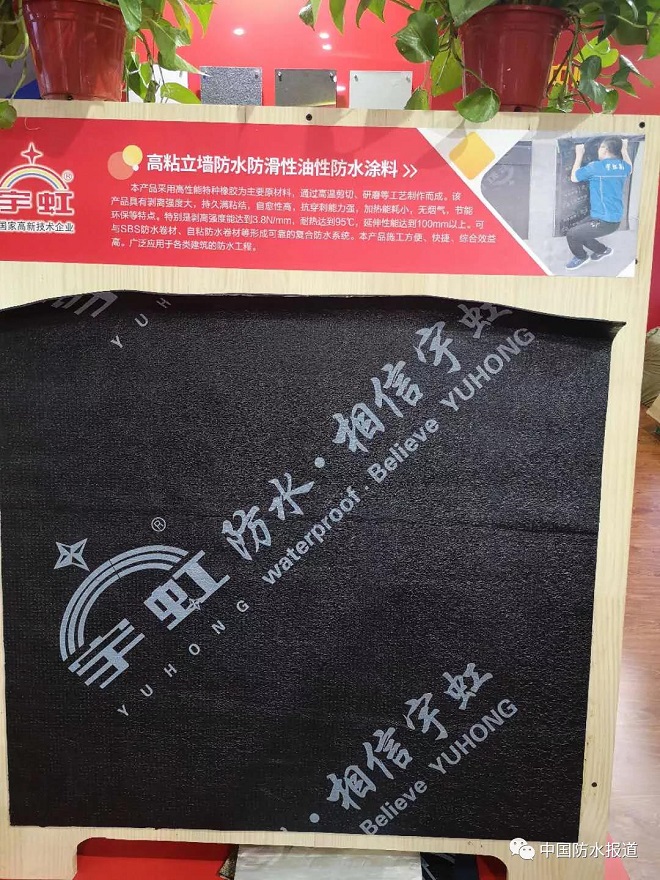 高粘立墙防水防滑性油性防水涂料 >>
本产品采用高性能特种橡胶为主要原材料，通过高温剪切、研磨等工艺制作而成。该
产品具有剥离强度大，持久满粘结，自愈性高，抗穿刺能力强，加热能耗小，无烟气，节能
环保等特点。特别是剥离强度能达到3.8N/mm，耐热达到95℃，延伸性能达到100mm以上。可
与SBS防水卷材、自粘防水卷材等形成可靠的复合防水系统。本产品施工方便、快捷、综合效益
高。广泛应用于各类建筑的防水工程。
宇虹®
国家高新技术企业
YUH
防水·相信宇虹
waterproof . Believe YUHONG
®
宇虹
YUHONG
·相信宇虹
Believe YUHONG
中国防水报道